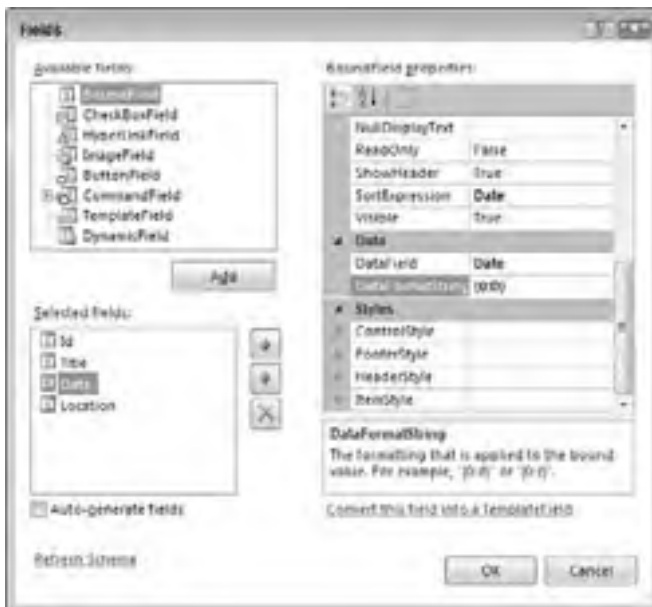 Fields
Available fields:
BoundField
CheckBoxField
HyperLinkField
ImageField
ButtonField
CommandField
TemplateField
DynamicField
Add
Selected fields:
Id
Title
Date
Location
Auto-generate fields
Refresh Schema
BoundField properties:
NullDisplayText
ReadOnly False
ShowHeader True
SortExpression Date
Visible True
Data
DataField Date
DataFormatString {0:D}
Styles
ControlStyle
FooterStyle
HeaderStyle
ItemStyle
DataFormatString
The formatting that is applied to the bound
value. For example, '{0:d}' or
Convert this field into a TemplateField
OK
Cancel